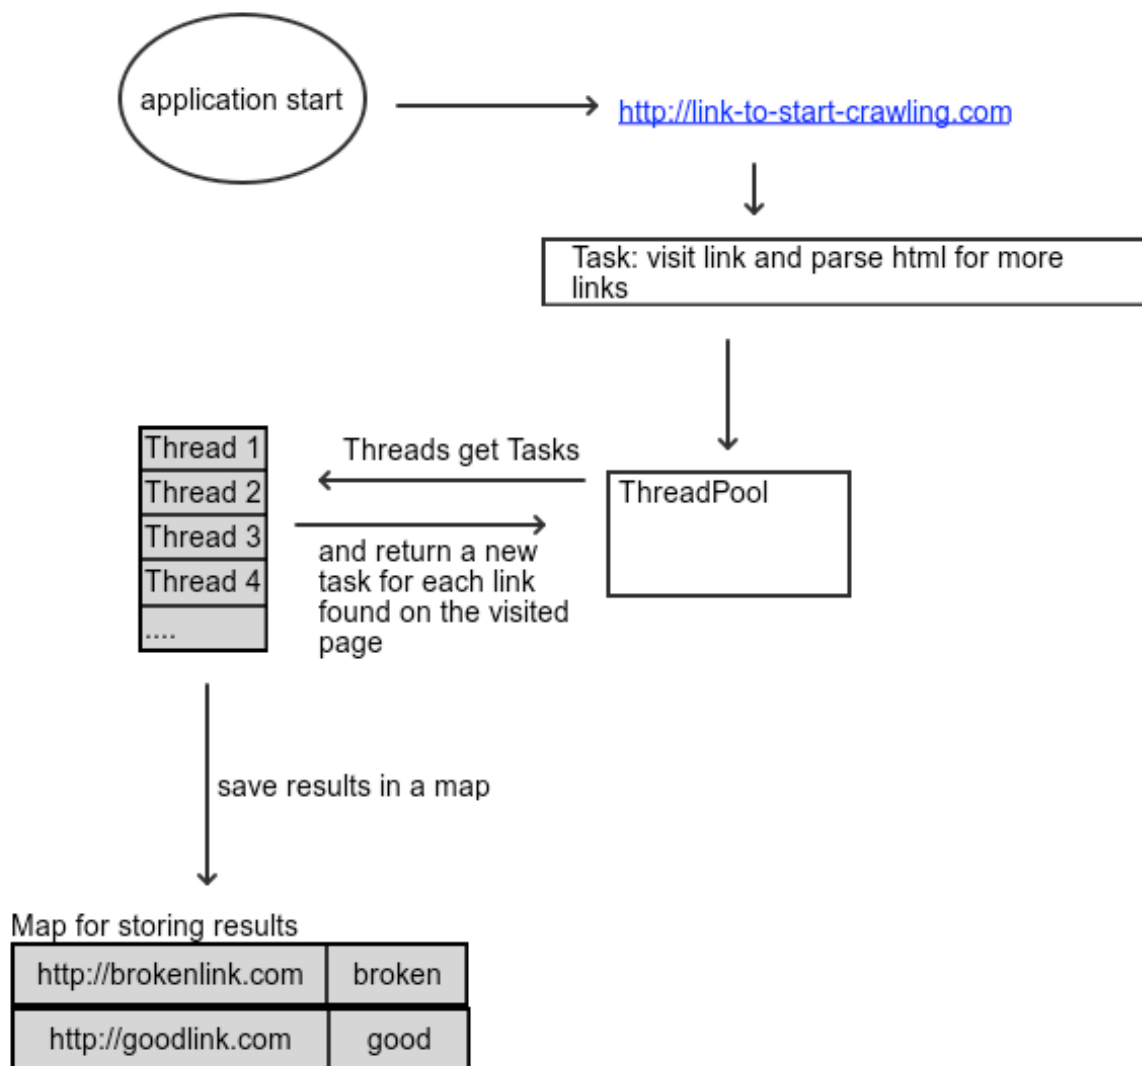 application start
http://link-to-start-crawling.com
Task: visit link and parse html for more
links
Thread 1
Thread 2
Thread 3
Thread 4
....
Threads get Tasks
and return a new
task for each link
found on the visited
page
ThreadPool
save results in a map
Map for storing results
http://brokenlink.com broken
http://goodlink.com good